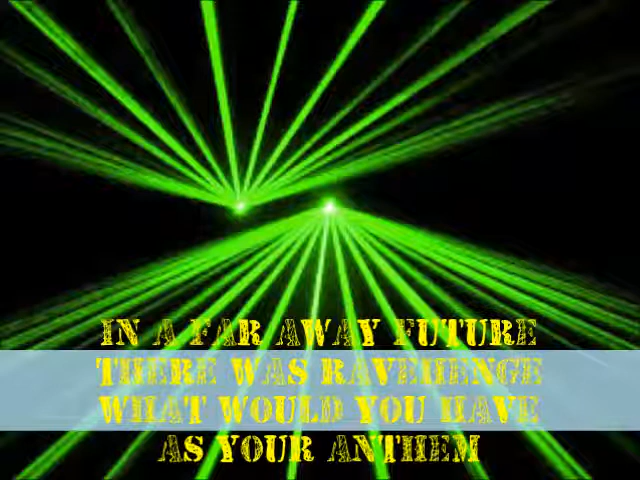 IN A FAR AWAY FUTURE
THERE WAS RAVEHENGE
WHAT WOULD YOU HAVE
AS YOUR ANTHEM